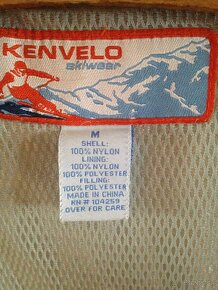 KENVELO
skiwear
M
SHELL:
100% NYLON
LINING:
100% NYLON
100% POLYESTER
FILLING:
100% POLYESTER
MADE IN CHINA
RN# 104259
OVER FOR CARE